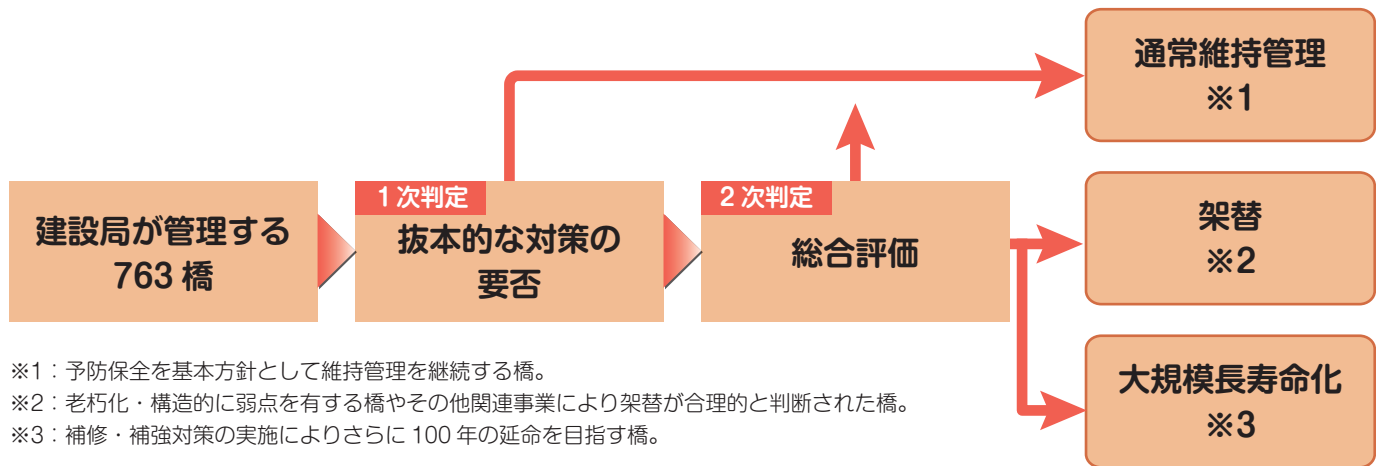 通常維持管理
※1
建設局が管理する
763 橋
1 次判定
抜本的な対策の
要否
2 次判定
総合評価
架替
※2
大規模長寿命化
※3
※1：予防保全を基本方針として維持管理を継続する橋。
※2：老朽化・構造的に弱点を有する橋やその他関連事業により架替が合理的と判断された橋。
※3：補修・補強対策の実施によりさらに 100 年の延命を目指す橋。